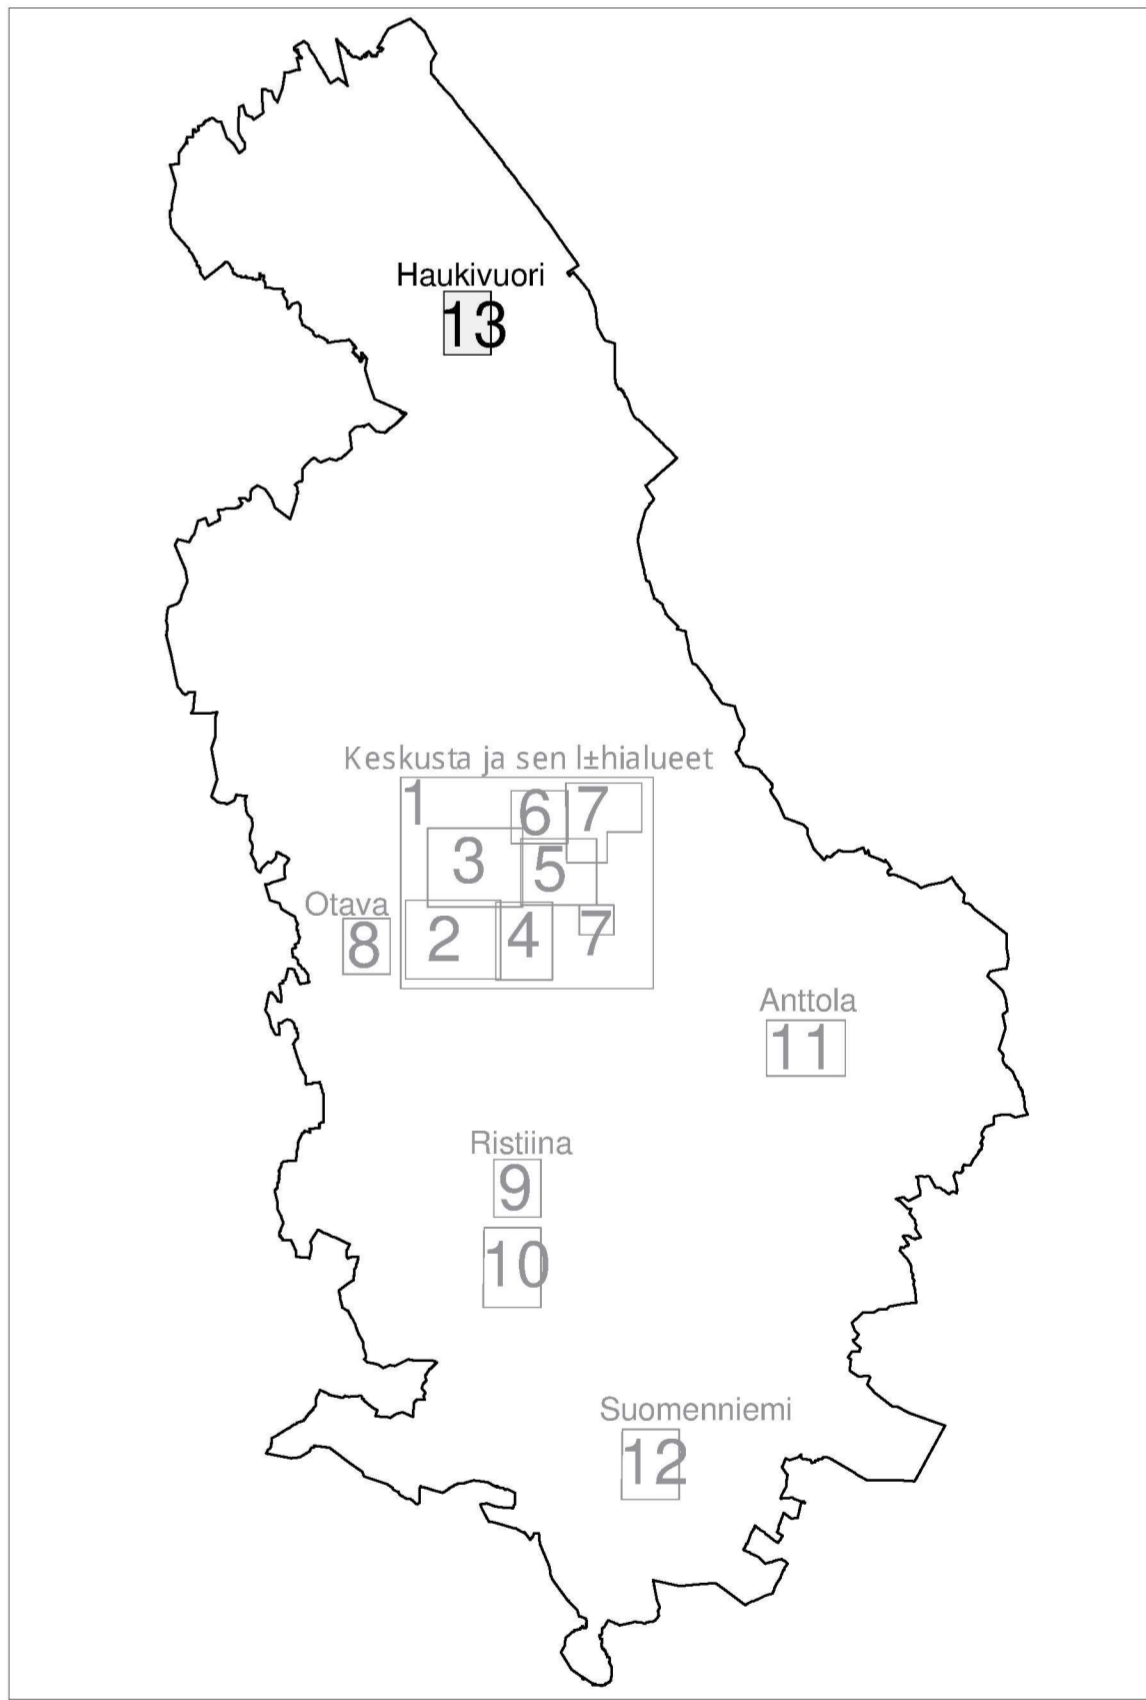 Haukivuori
13
Keskusta ja sen l±hialueet
1
6
7
3
5
Otava
8
2
4
7
Anttola
11
Ristiina
9
10
Suomenniemi
12